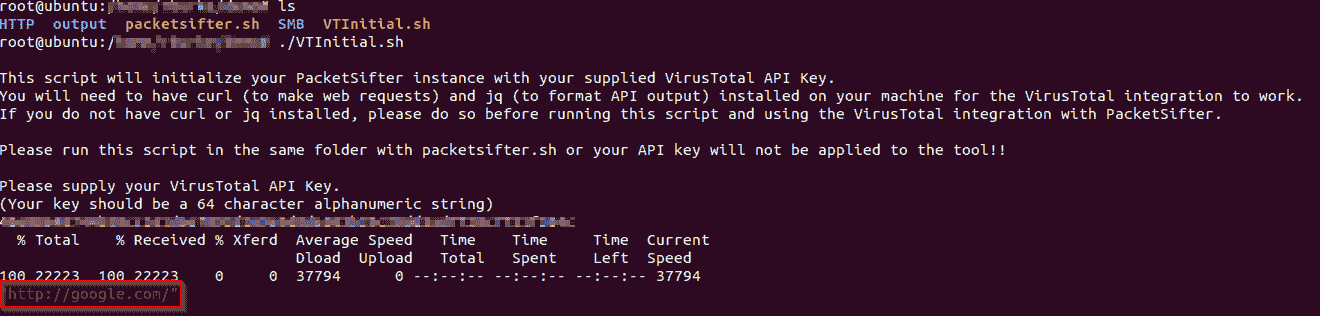 root@ubuntu: ls
HTTP output packetsifter.sh SMB VTInitial.sh
root@ubuntu:/ ./VTInitial.sh
This script will initialize your PacketSifter instance with your supplied VirusTotal API Key.
You will need to have curl (to make web requests) and jq (to format API output) installed on your machine for the VirusTotal integration to work.
If you do not have curl or jq installed, please do so before running this script and using the VirusTotal integration with PacketSifter.
Please run this script in the same folder with packetsifter.sh or your API key will not be applied to the tool!!
Please supply your VirusTotal API Key.
(Your key should be a 64 character alphanumeric string)
% Total % Received % Xferd Average Speed Time Time Time Current
Dload Upload Total Spent Left Speed
100 22223 100 22223 0 0 37794 0 --:--:-- --:--:-- --:--:-- 37794
"http://google.com/"